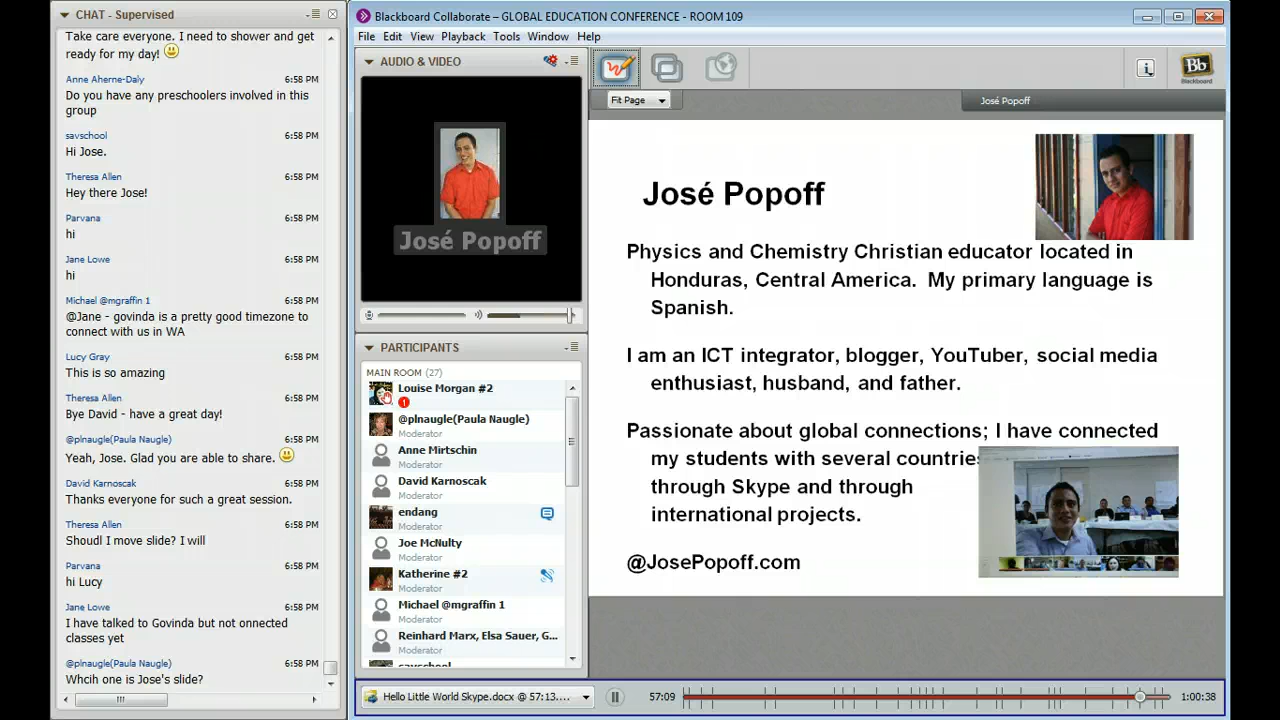 CHAT - Supervised
Take care everyone. I need to shower and get
ready for my day!
Anne Aherne-Daly 6:58 PM
Do you have any preschoolers involved in this
group
savschool 6:58 PM
Hi Jose.
Theresa Allen 6:58 PM
Hey there Jose!
Parvana 6:58 PM
hi
Jane Lowe 6:58 PM
hi
Michael @mgraffin 1 6:58 PM
@Jane - govinda is a pretty good timezone to
connect with us in WA
Lucy Gray 6:58 PM
This is so amazing
Theresa Allen 6:58 PM
Bye David - have a great day!
@plnaugle(Paula Naugle) 6:58 PM
Yeah, Jose. Glad you are able to share.
David Karnoscak 6:58 PM
Thanks everyone for such a great session.
Theresa Allen 6:58 PM
Shoudl I move slide? I will
Parvana 6:58 PM
hi Lucy
Jane Lowe 6:58 PM
I have talked to Govinda but not onnected
classes yet
@plnaugle(Paula Naugle) 6:58 PM
Whcih one is Jose's slide?
Blackboard Collaborate – GLOBAL EDUCATION CONFERENCE - ROOM 109
File Edit View Playback Tools Window Help
AUDIO & VIDEO
José Popoff
PARTICIPANTS
MAIN ROOM (27)
Louise Morgan #2
1
@plnaugle(Paula Naugle)
Moderator
Anne Mirtschin
Moderator
David Karnoscak
Moderator
endang
Moderator
Joe McNulty
Moderator
Katherine #2
Moderator
Michael @mgraffin 1
Moderator
Reinhard Marx, Elsa Sauer, G...
Moderator
savschool
Bb
Blackboard
Fit Page
José Popoff
José Popoff
Physics and Chemistry Christian educator located in
Honduras, Central America. My primary language is
Spanish.
I am an ICT integrator, blogger, YouTuber, social media
enthusiast, husband, and father.
Passionate about global connections; I have connected
my students with several countries
through Skype and through
international projects.
@JosePopoff.com
Hello Little World Skype.docx @ 57:13....
57:09
1:00:38